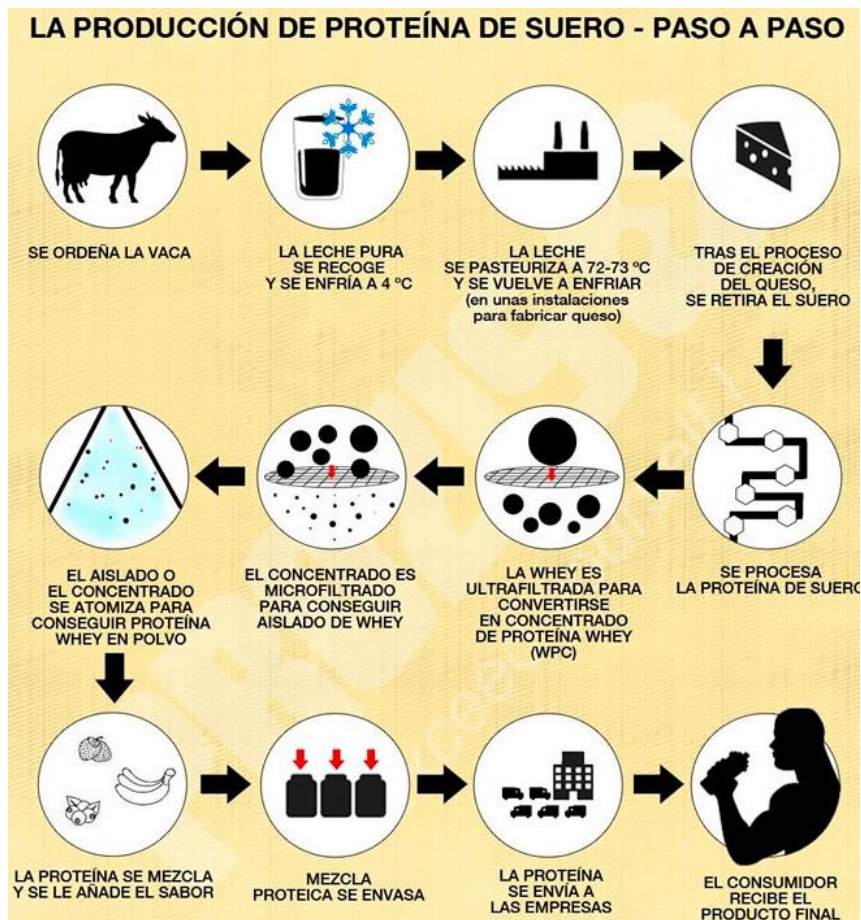 LA PRODUCCIÓN DE PROTEÍNA DE SUERO - PASO A PASO
SE ORDEÑA LA VACA
LA LECHE PURA
SE RECOGE
Y SE ENFRÍA A 4 ºC
LA LECHE
SE PASTEURIZA A 72-73 ºC
Y SE VUELVE A ENFRIAR
(en unas instalaciones
para fabricar queso)
TRAS EL PROCESO
DE CREACIÓN
DEL QUESO,
SE RETIRA EL SUERO
SE PROCESA
LA PROTEÍNA DE SUERO
LA WHEY ES
ULTRAFILTRADA PARA
CONVERTIRSE
EN CONCENTRADO
DE PROTEÍNA WHEY
(WPC)
EL CONCENTRADO ES
MICROFILTRADO
PARA CONSEGUIR
AISLADO DE WHEY
EL AISLADO O
EL CONCENTRADO
SE ATOMIZA PARA
CONSEGUIR PROTEÍNA
WHEY EN POLVO
LA PROTEÍNA SE MEZCLA
Y SE LE AÑADE EL SABOR
MEZCLA
PROTEICA SE ENVASA
LA PROTEÍNA
SE ENVÍA A
LAS EMPRESAS
EL CONSUMIDOR
RECIBE EL
PRODUCTO FINAL